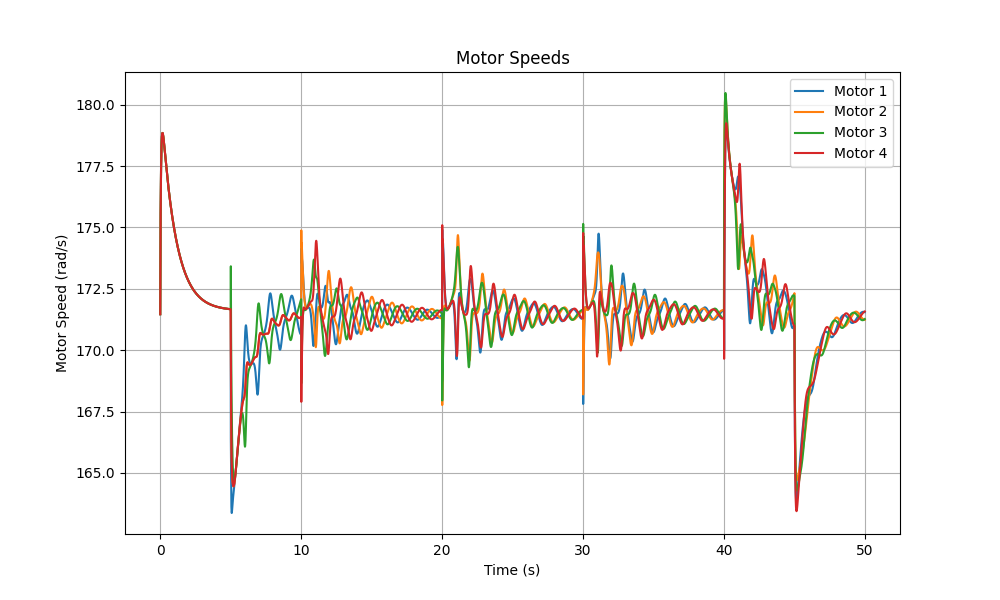 Motor Speeds
Motor 1
Motor 2
Motor 3
Motor 4
Motor Speed (rad/s)
180.0
177.5
175.0
172.5
170.0
167.5
165.0
0 10 20 30 40 50
Time (s)